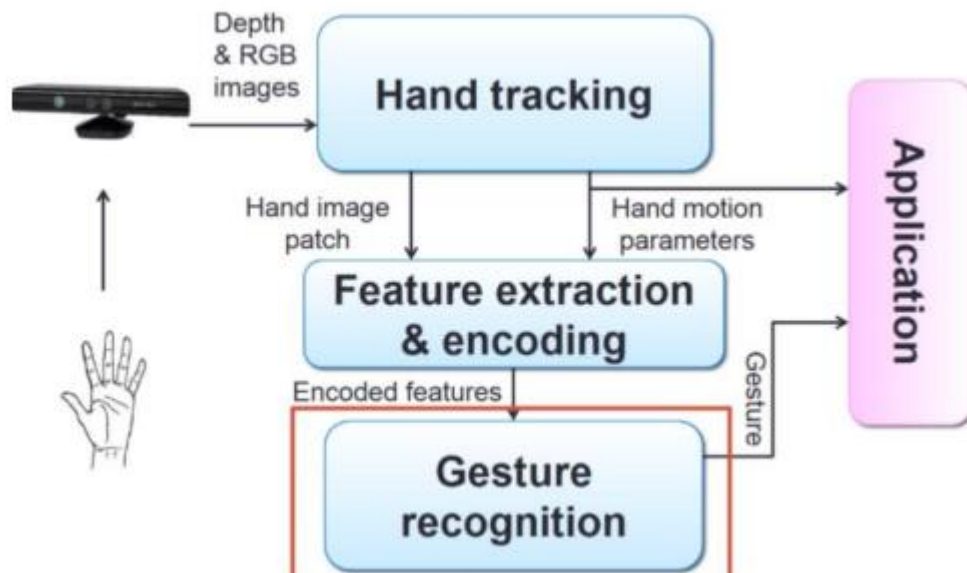 Depth
& RGB
images
Hand tracking
Hand image
patch
Hand motion
parameters
Feature extraction
& encoding
Encoded features
Gesture
recognition
Gesture
Application